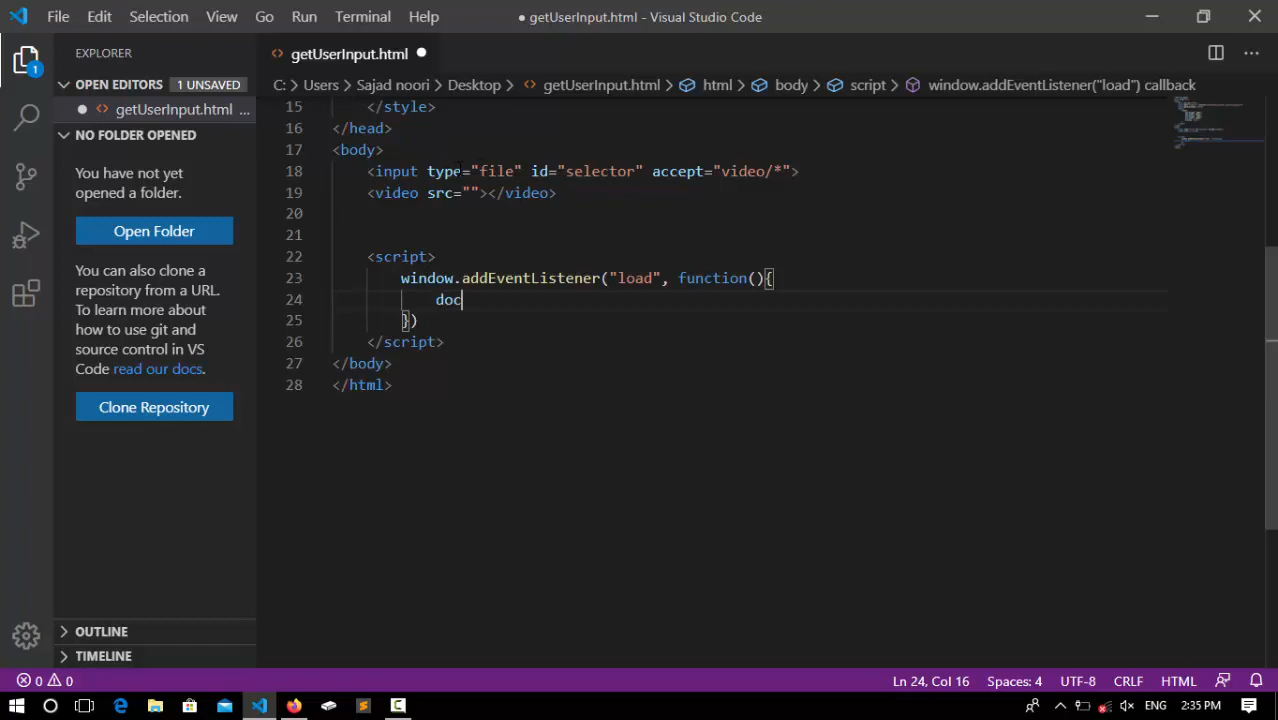 File Edit Selection View Go Run Terminal Help
● getUserInput.html - Visual Studio Code
EXPLORER
OPEN EDITORS 1 UNSAVED
● <> getUserInput.html ...
NO FOLDER OPENED
You have not yet
opened a folder.
Open Folder
You can also clone a
repository from a URL.
To learn more about
how to use git and
source control in VS
Code read our docs.
Clone Repository
OUTLINE
TIMELINE
1
<> getUserInput.html ●
C: > Users > Sajad noori > Desktop > <> getUserInput.html > html > body > script > window.addEventListener("load") callback
15 </style>
16 </head>
17 <body>
18 <input type="file" id="selector" accept="video/*">
19 <video src=""></video>
20
21
22 <script>
23 window.addEventListener("load", function(){
24 doc
25 })
26 </script>
27 </body>
28 </html>
0 0 Ln 24, Col 16 Spaces: 4 UTF-8 CRLF HTML
ENG 2:35 PM